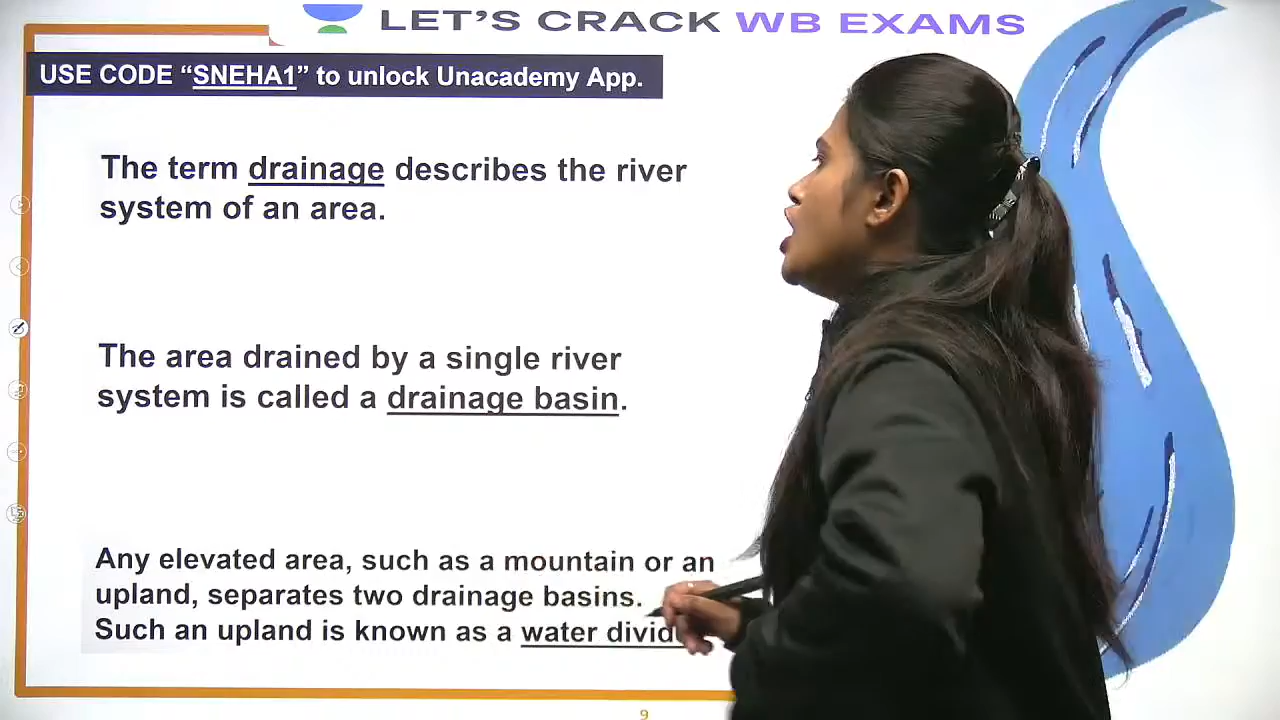 LET'S CRACK WB EXAMS
USE CODE “SNEHA1” to unlock Unacademy App.
The term drainage describes the river
system of an area.
The area drained by a single river
system is called a drainage basin.
Any elevated area, such as a mountain or an
upland, separates two drainage basins.
Such an upland is known as a water
9